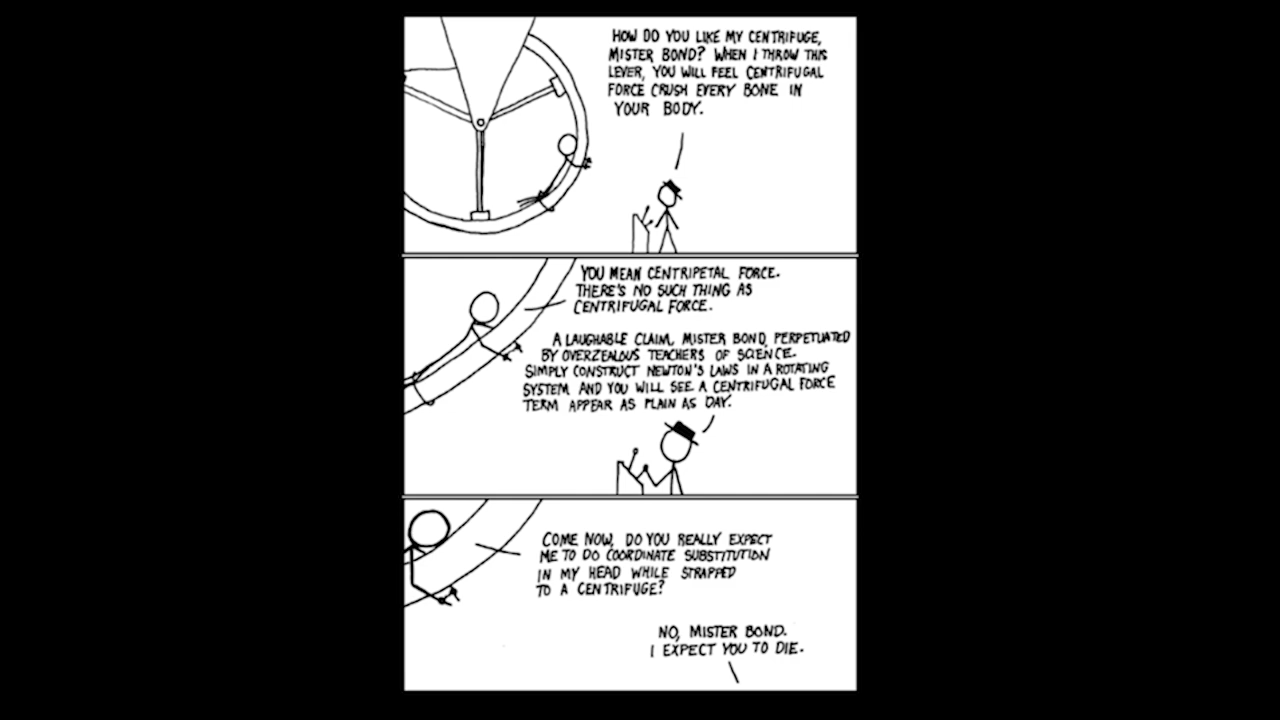 HOW DO YOU LIKE MY CENTRIFUGE,
MISTER BOND? WHEN I THROW THIS
LEVER, YOU WILL FEEL CENTRIFUGAL
FORCE CRUSH EVERY BONE IN
YOUR BODY.
YOU MEAN CENTRIPETAL FORCE.
THERE'S NO SUCH THING AS
CENTRIFUGAL FORCE.
A LAUGHABLE CLAIM, MISTER BOND, PERPETUATED
BY OVERZEALOUS TEACHERS OF SCIENCE.
SIMPLY CONSTRUCT NEWTON'S LAWS IN A ROTATING
SYSTEM AND YOU WILL SEE A CENTRIFUGAL FORCE
TERM APPEAR AS PLAIN AS DAY.
COME NOW, DO YOU REALLY EXPECT
ME TO DO COORDINATE SUBSTITUTION
IN MY HEAD WHILE STRAPPED
TO A CENTRIFUGE?
NO, MISTER BOND.
I EXPECT YOU TO DIE.